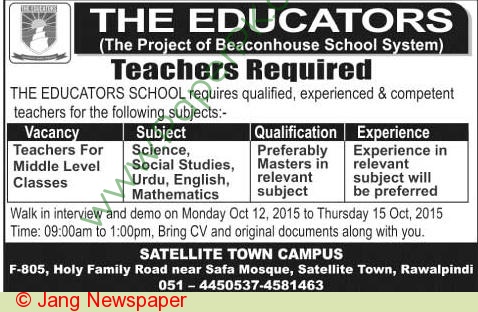 THE EDUCATORS
(The Project of Beaconhouse School System)
Teachers Required
THE EDUCATORS SCHOOL requires qualified, experienced & competent
teachers for the following subjects:-
Vacancy Subject Qualification Experience
Teachers For Middle Level Classes
Science, Social Studies, Urdu, English, Mathematics
Preferably Masters in relevant subject
Experience in relevant subject will be preferred
Walk in interview and demo on Monday Oct 12, 2015 to Thursday 15 Oct, 2015
Time: 09:00am to 1:00pm, Bring CV and original documents along with you.
SATELLITE TOWN CAMPUS
F-805, Holy Family Road near Safa Mosque, Satellite Town, Rawalpindi
051 – 4450537-4581463
© Jang Newspaper